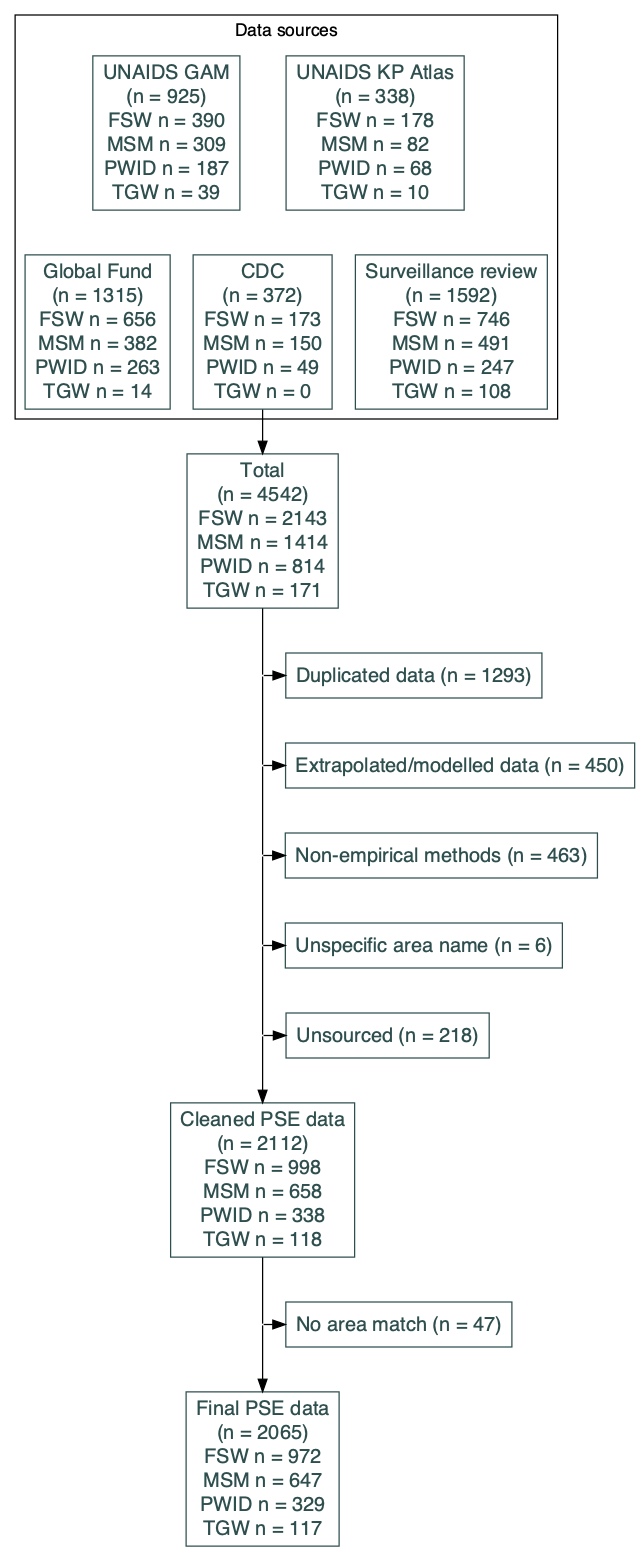 Data sources
UNAIDS GAM
(n = 925)
FSW n = 390
MSM n = 309
PWID n = 187
TGW n = 39
UNAIDS KP Atlas
(n = 338)
FSW n = 178
MSM n = 82
PWID n = 68
TGW n = 10
Global Fund
(n = 1315)
FSW n = 656
MSM n = 382
PWID n = 263
TGW n = 14
CDC
(n = 372)
FSW n = 173
MSM n = 150
PWID n = 49
TGW n = 0
Surveillance review
(n = 1592)
FSW n = 746
MSM n = 491
PWID n = 247
TGW n = 108
Total
(n = 4542)
FSW n = 2143
MSM n = 1414
PWID n = 814
TGW n = 171
Duplicated data (n = 1293)
Extrapolated/modelled data (n = 450)
Non-empirical methods (n = 463)
Unspecific area name (n = 6)
Unsourced (n = 218)
Cleaned PSE data
(n = 2112)
FSW n = 998
MSM n = 658
PWID n = 338
TGW n = 118
No area match (n = 47)
Final PSE data
(n = 2065)
FSW n = 972
MSM n = 647
PWID n = 329
TGW n = 117